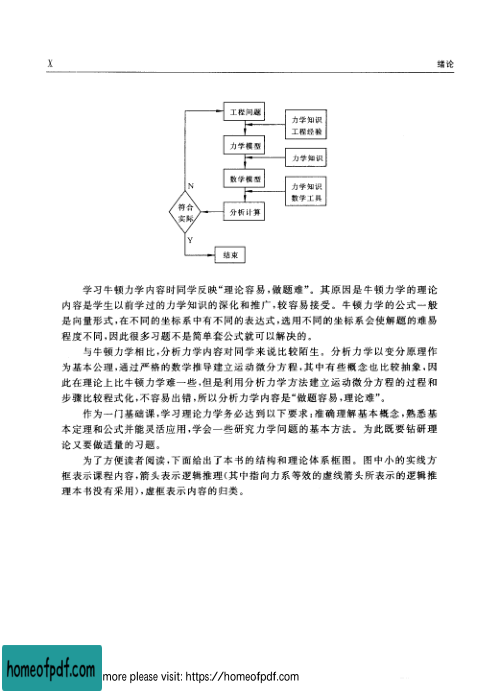 X 绪论
工程问题
力学知识
工程经验
力学模型
力学知识
数学模型
力学知识
数学工具
N
符合
实际
分析计算
Y
结束
学习牛顿力学内容时同学反映“理论容易,做题难”。其原因是牛顿力学的理论
内容是学生以前学过的力学知识的深化和推广,较容易接受。牛顿力学的公式一般
是向量形式,在不同的坐标系中有不同的表达式,选用不同的坐标系会使解题的难易
程度不同,因此很多习题不是简单套公式就可以解决的。
与牛顿力学相比,分析力学内容对同学来说比较陌生。分析力学以变分原理作
为基本公理,通过严格的数学推导建立运动微分方程,其中有些概念也比较抽象,因
此在理论上比牛顿力学难一些,但是利用分析力学方法建立运动微分方程的过程和
步骤比较程式化,不容易出错,所以分析力学内容是“做题容易,理论难”。
作为一门基础课,学习理论力学务必达到以下要求:准确理解基本概念,熟悉基
本定理和公式并能灵活应用,学会一些研究力学问题的基本方法。为此既要钻研理
论又要做适量的习题。
为了方便读者阅读,下面给出了本书的结构和理论体系框图。图中小的实线方
框表示课程内容,箭头表示逻辑推理(其中指向力系等效的虚线箭头所表示的逻辑推
理本书没有采用),虚框表示内容的归类。
homeofpdf.com
more please visit: https://homeofpdf.com